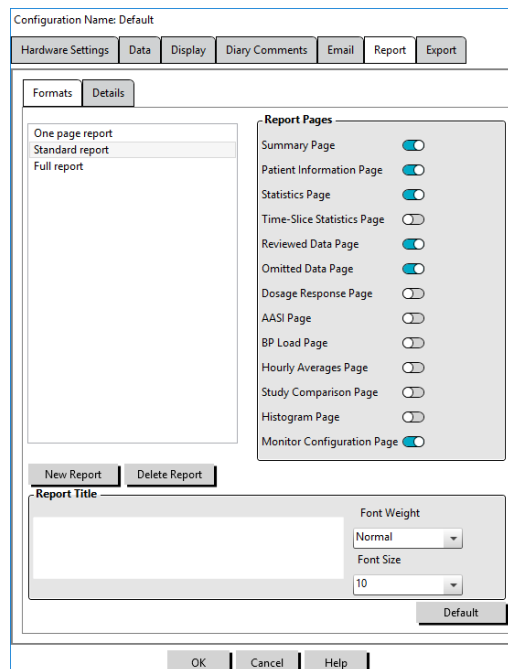 Configuration Name: Default
Hardware Settings Data Display Diary Comments Email Report Export
Formats Details
One page report
Standard report
Full report
Report Pages
Summary Page
Patient Information Page
Statistics Page
Time-Slice Statistics Page
Reviewed Data Page
Omitted Data Page
Dosage Response Page
AASI Page
BP Load Page
Hourly Averages Page
Study Comparison Page
Histogram Page
Monitor Configuration Page
New Report Delete Report
Report Title
Font Weight
Normal
Font Size
10
Default
OK Cancel Help